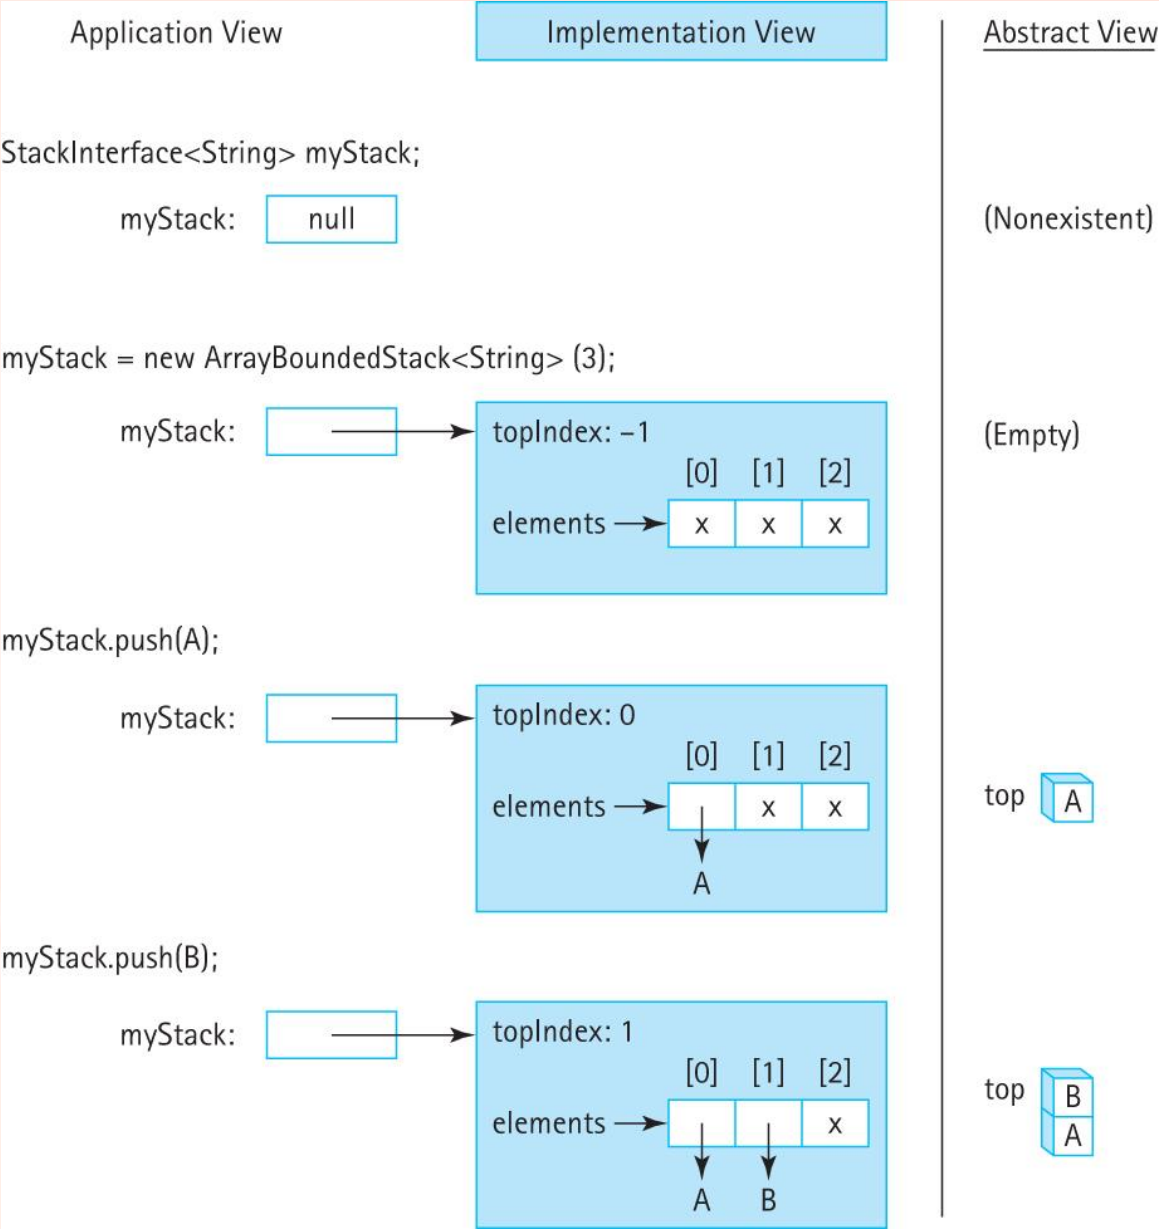 Application View Implementation View Abstract View
StackInterface<String> myStack;
myStack: null (Nonexistent)
myStack = new ArrayBoundedStack<String> (3);
myStack: topIndex: –1 (Empty)
[0] [1] [2]
elements x x x
myStack.push(A);
myStack: topIndex: 0
[0] [1] [2]
elements x x top A
A
myStack.push(B);
myStack: topIndex: 1
[0] [1] [2]
top B
elements x A
A B